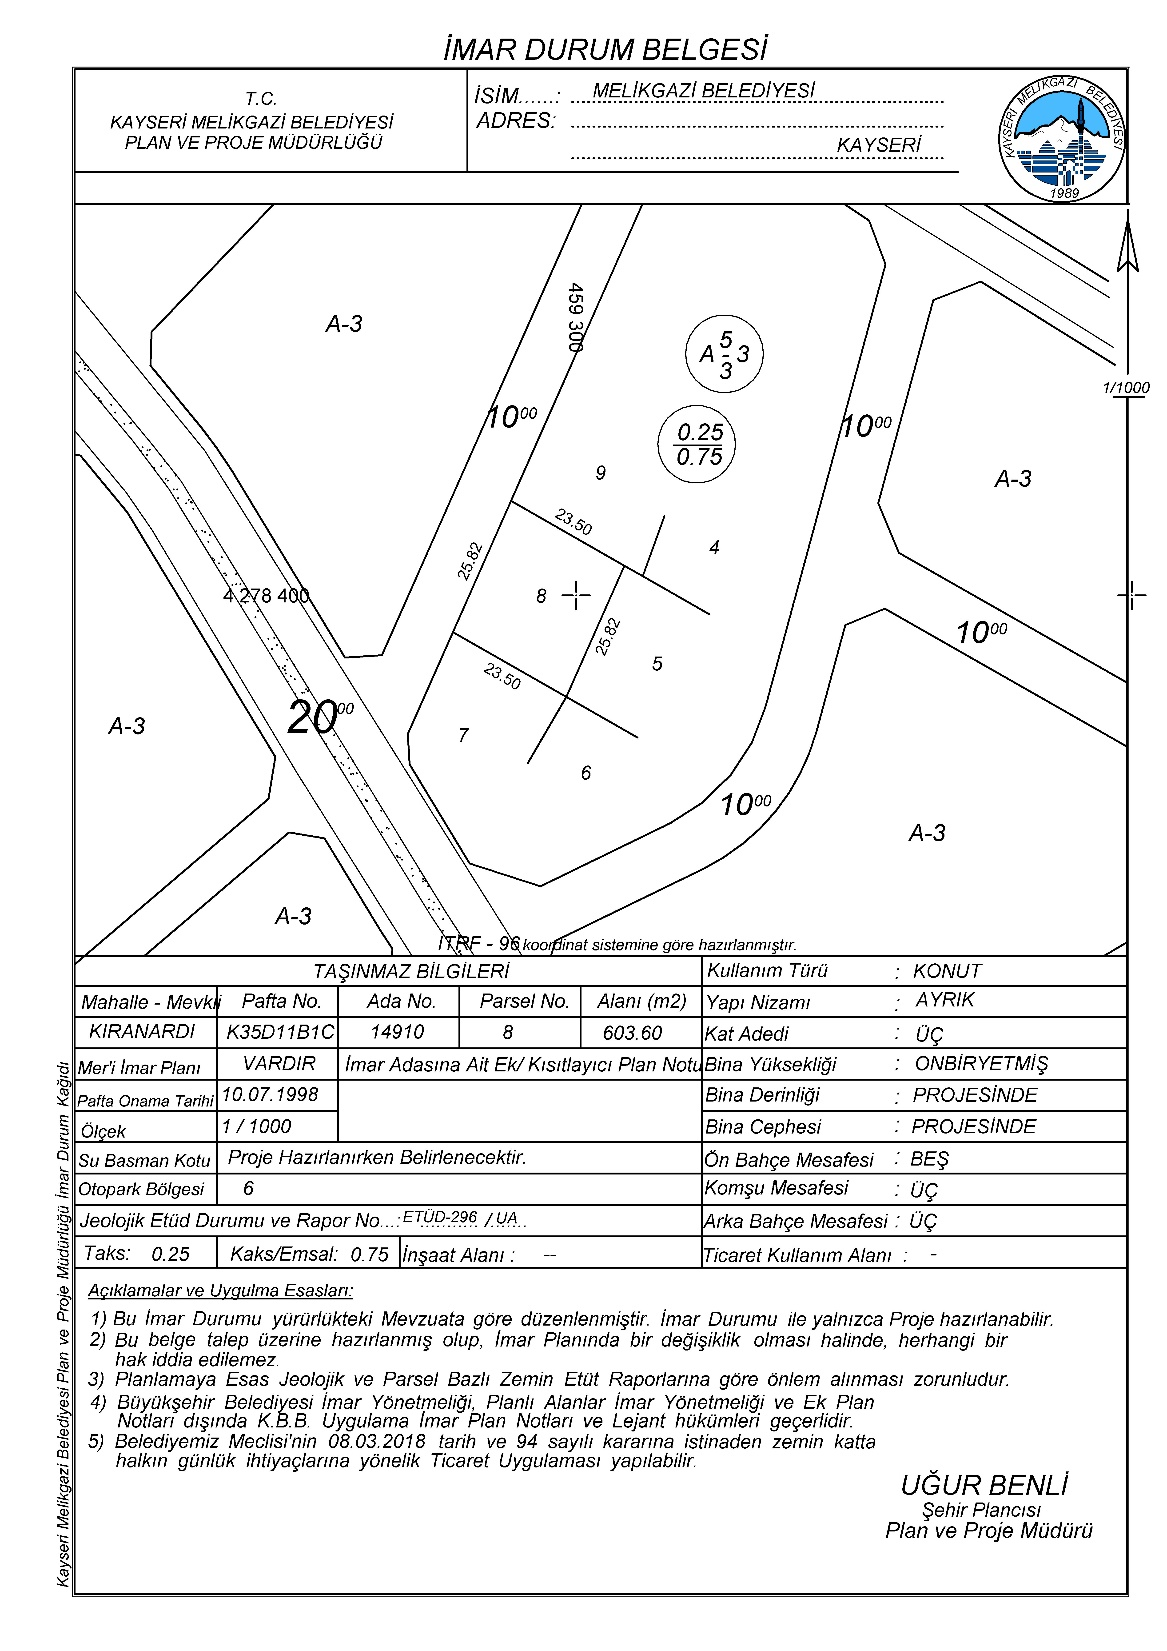 İMAR DURUM BELGESİ
T.C.
KAYSERİ MELİKGAZİ BELEDİYESİ
PLAN VE PROJE MÜDÜRLÜĞÜ
İSİM......: MELİKGAZİ BELEDİYESİ
ADRES:
KAYSERİ
KAYSERİ MELİKGAZİ BELEDİYESİ
1989
A-3
459 300
A 5 - 3 3
1/1000
10 00
10 00
0.25
0.75
9
A-3
23.50
4
25.82
4 278 400
8
25.82
10 00
5
23.50
A-3
20 00
7
6
10 00
A-3
A-3
İTRF - 96 koordinat sistemine göre hazırlanmıştır.
TAŞINMAZ BİLGİLERİ
Kullanım Türü : KONUT
Mahalle - Mevkii Pafta No. Ada No. Parsel No. Alanı (m2)
Yapı Nizamı : AYRIK
KIRANARDI K35D11B1C 14910 8 603.60
Kat Adedi : ÜÇ
Mer'i İmar Planı VARDIR İmar Adasına Ait Ek/ Kısıtlayıcı Plan Notu
Bina Yüksekliği : ONBİRYETMİŞ
Pafta Onama Tarihi 10.07.1998
Bina Derinliği : PROJESİNDE
Ölçek 1 / 1000
Bina Cephesi : PROJESİNDE
Su Basman Kotu Proje Hazırlanırken Belirlenecektir.
Ön Bahçe Mesafesi : BEŞ
Otopark Bölgesi 6
Komşu Mesafesi : ÜÇ
Jeolojik Etüd Durumu ve Rapor No...: ETÜD-296 / UA
Arka Bahçe Mesafesi : ÜÇ
Taks: 0.25 Kaks/Emsal: 0.75 İnşaat Alanı : --
Ticaret Kullanım Alanı : -
Açıklamalar ve Uygulma Esasları:
1) Bu İmar Durumu yürürlükteki Mevzuata göre düzenlenmiştir. İmar Durumu ile yalnızca Proje hazırlanabilir.
2) Bu belge talep üzerine hazırlanmış olup, İmar Planında bir değişiklik olması halinde, herhangi bir
hak iddia edilemez.
3) Planlamaya Esas Jeolojik ve Parsel Bazlı Zemin Etüt Raporlarına göre önlem alınması zorunludur.
4) Büyükşehir Belediyesi İmar Yönetmeliği, Planlı Alanlar İmar Yönetmeliği ve Ek Plan
Notları dışında K.B.B. Uygulama İmar Plan Notları ve Lejant hükümleri geçerlidir.
5) Belediyemiz Meclisi'nin 08.03.2018 tarih ve 94 sayılı kararına istinaden zemin katta
halkın günlük ihtiyaçlarına yönelik Ticaret Uygulaması yapılabilir.
UĞUR BENLİ
Şehir Plancısı
Plan ve Proje Müdürü
Kayseri Melikgazi Belediyesi Plan ve Proje Müdürlüğü İmar Durum Kağıdı